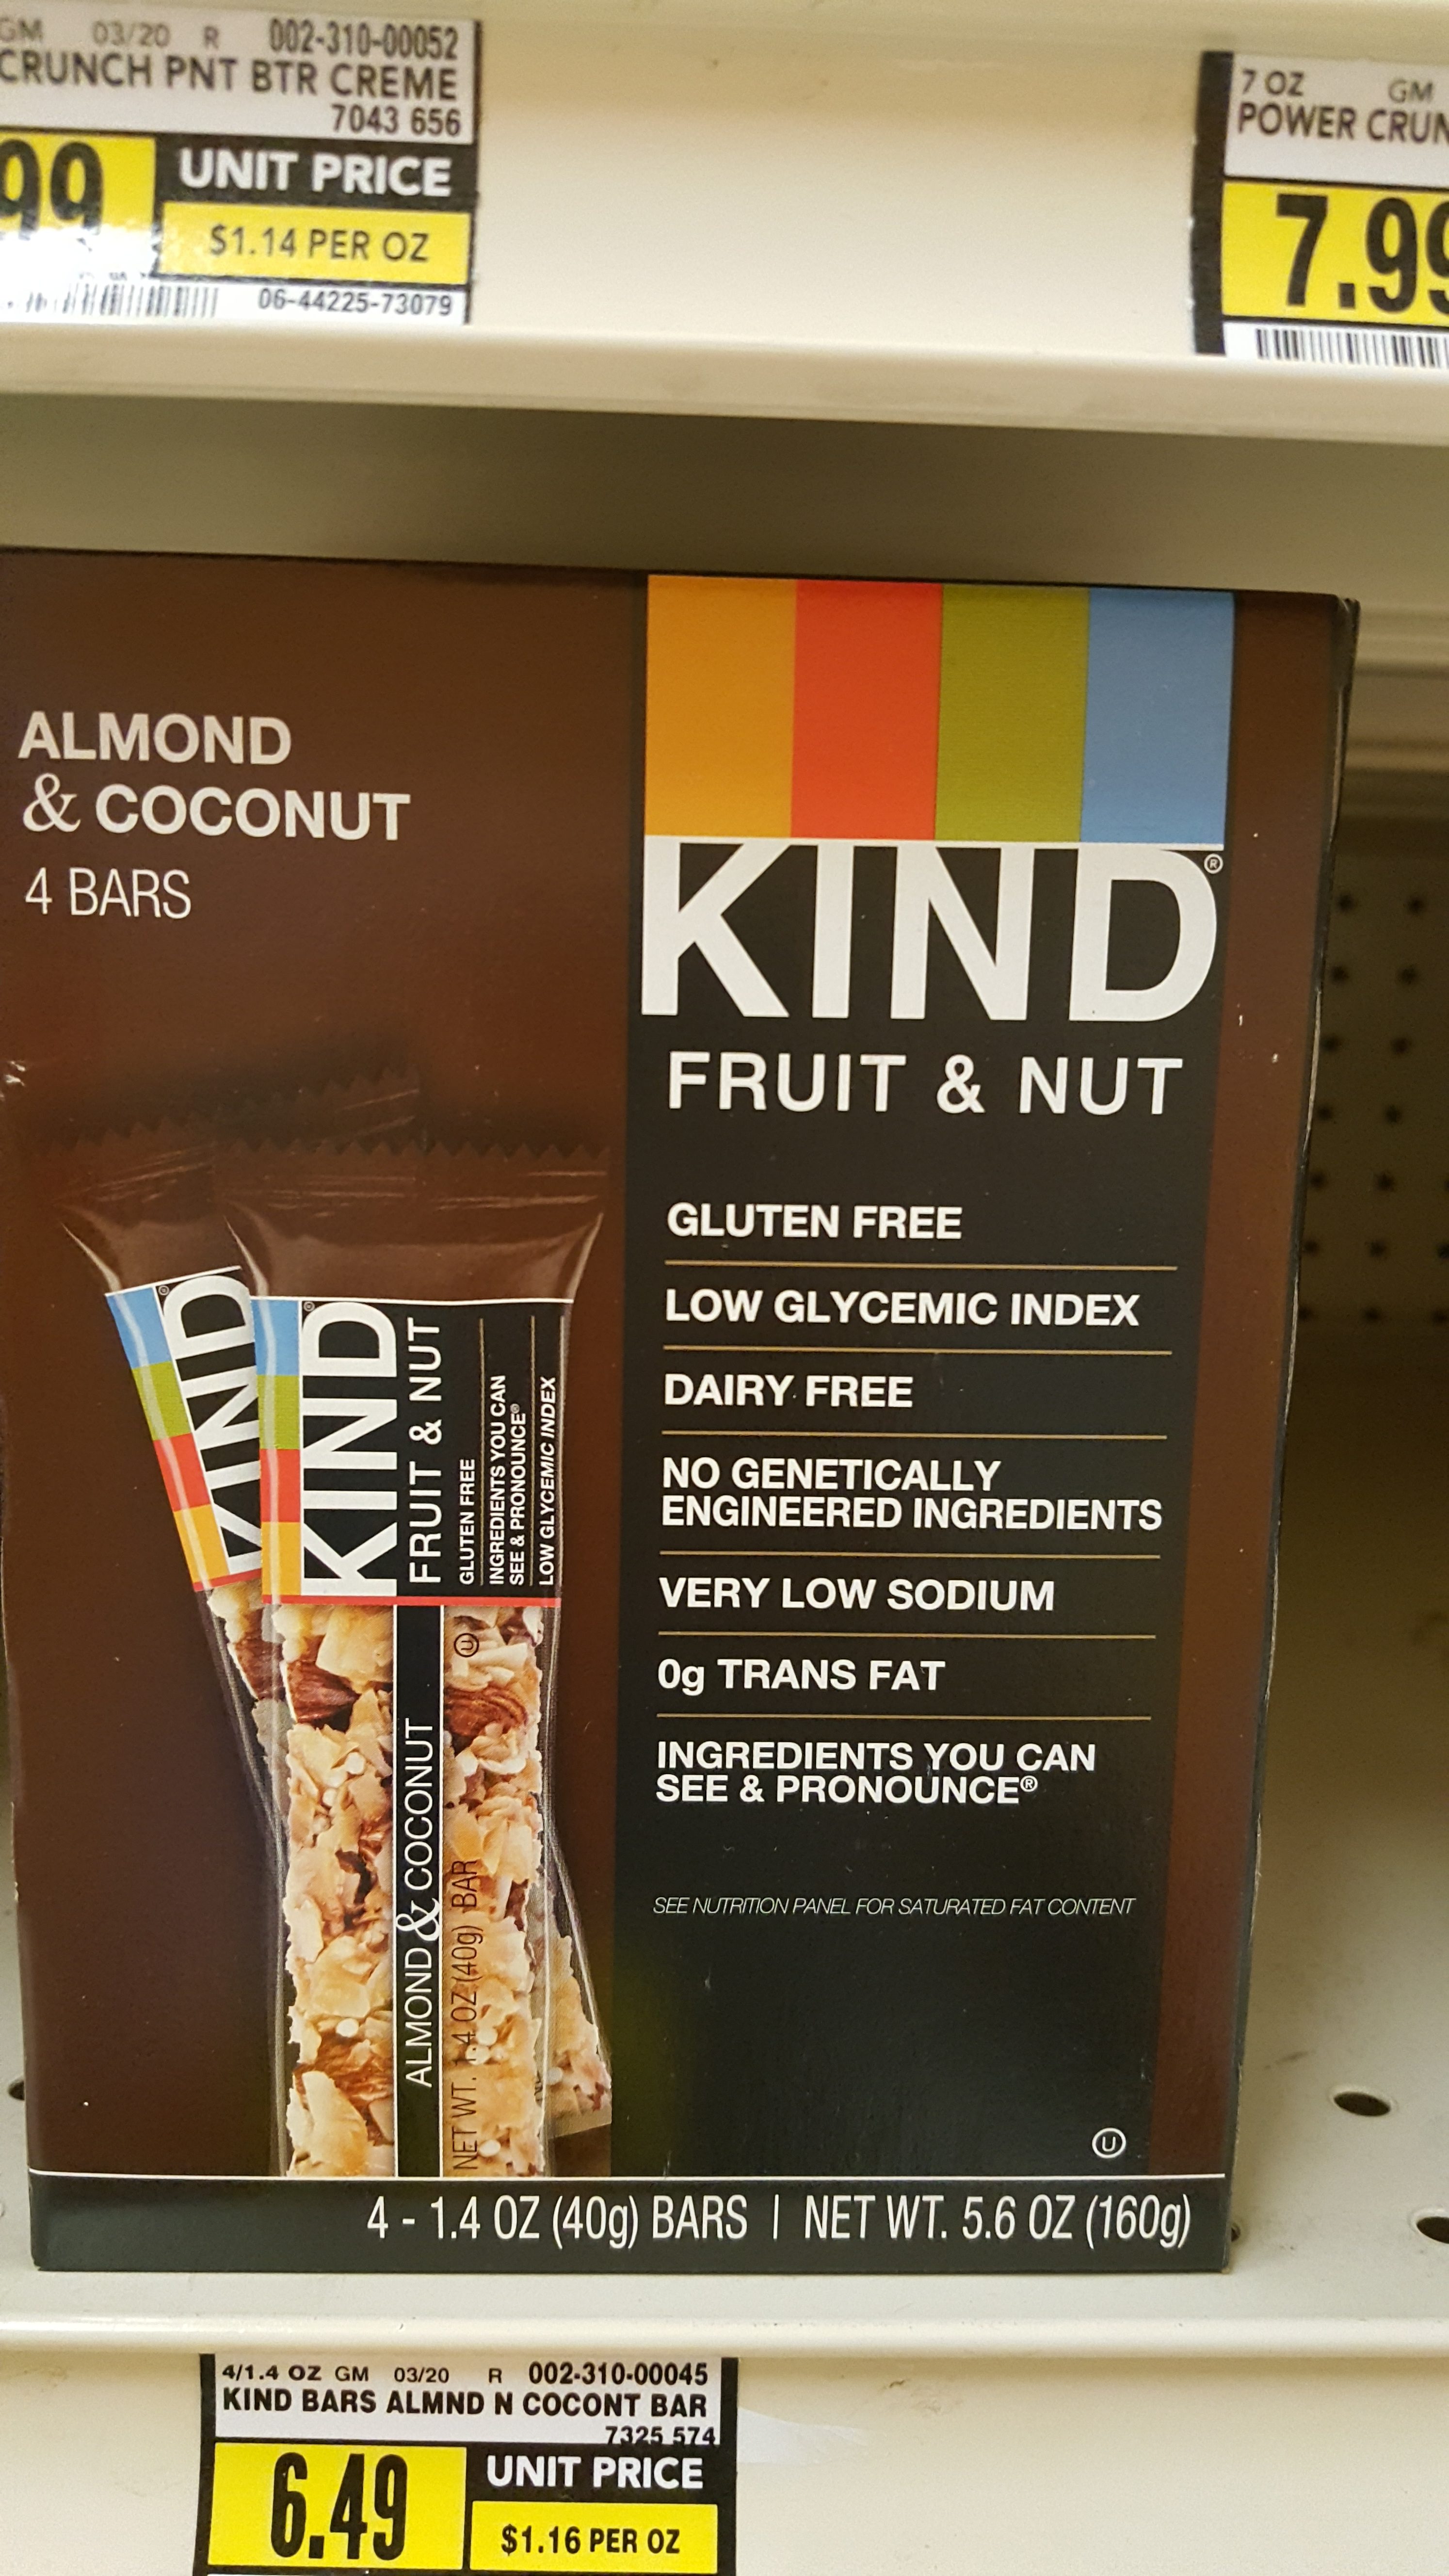 GM 03/20 R 002-310-00052
CRUNCH PNT BTR CREME
7043 656
99
UNIT PRICE
$1.14 PER OZ
06-44225-73079
7 OZ GM
POWER CRUN
7.99
ALMOND
& COCONUT
4 BARS
KIND®
FRUIT & NUT
GLUTEN FREE
LOW GLYCEMIC INDEX
DAIRY FREE
NO GENETICALLY
ENGINEERED INGREDIENTS
VERY LOW SODIUM
0g TRANS FAT
INGREDIENTS YOU CAN
SEE & PRONOUNCE®
SEE NUTRITION PANEL FOR SATURATED FAT CONTENT
U
KIND®
KIND®
FRUIT & NUT
GLUTEN FREE
INGREDIENTS YOU CAN
SEE & PRONOUNCE®
LOW GLYCEMIC INDEX
U
ALMOND & COCONUT
NET WT. 1.4 OZ (40g) BAR
4 - 1.4 OZ (40g) BARS | NET WT. 5.6 OZ (160g)
4/1.4 OZ GM 03/20 R 002-310-00045
KIND BARS ALMND N COCONT BAR
7325 574
6.49
UNIT PRICE
$1.16 PER OZ